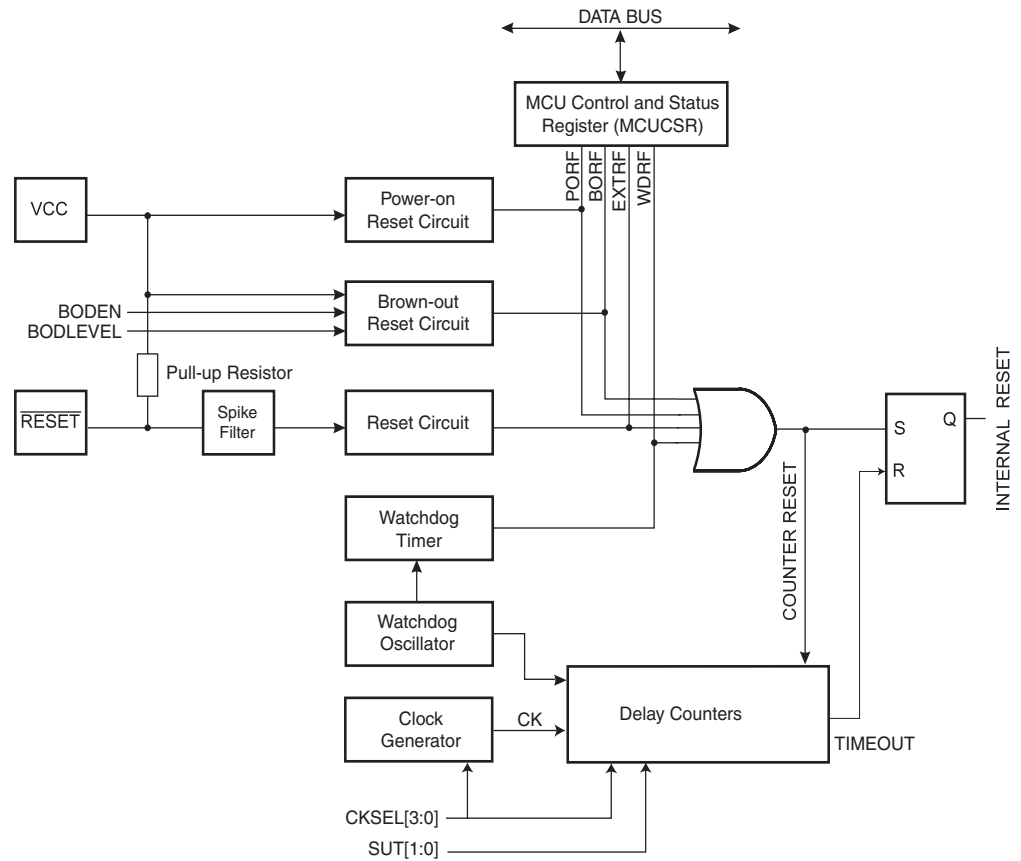 DATA BUS
MCU Control and Status
Register (MCUCSR)
PORF
BORF
EXTRF
WDRF
VCC
Power-on
Reset Circuit
BODEN
BODLEVEL
Brown-out
Reset Circuit
Pull-up Resistor
RESET
Spike
Filter
Reset Circuit
S
Q
R
INTERNAL RESET
Watchdog
Timer
COUNTER RESET
Watchdog
Oscillator
Clock
Generator
CK
Delay Counters
TIMEOUT
CKSEL[3:0]
SUT[1:0]